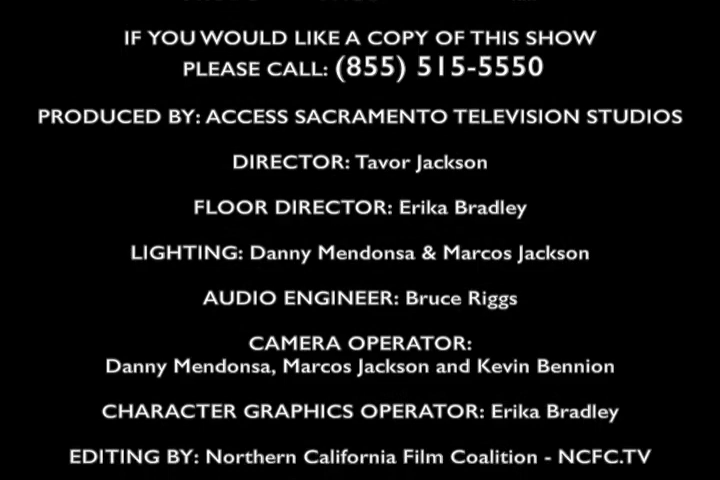 IF YOU WOULD LIKE A COPY OF THIS SHOW
PLEASE CALL: (855) 515-5550
PRODUCED BY: ACCESS SACRAMENTO TELEVISION STUDIOS
DIRECTOR: Tavor Jackson
FLOOR DIRECTOR: Erika Bradley
LIGHTING: Danny Mendonsa & Marcos Jackson
AUDIO ENGINEER: Bruce Riggs
CAMERA OPERATOR:
Danny Mendonsa, Marcos Jackson and Kevin Bennion
CHARACTER GRAPHICS OPERATOR: Erika Bradley
EDITING BY: Northern California Film Coalition - NCFC.TV